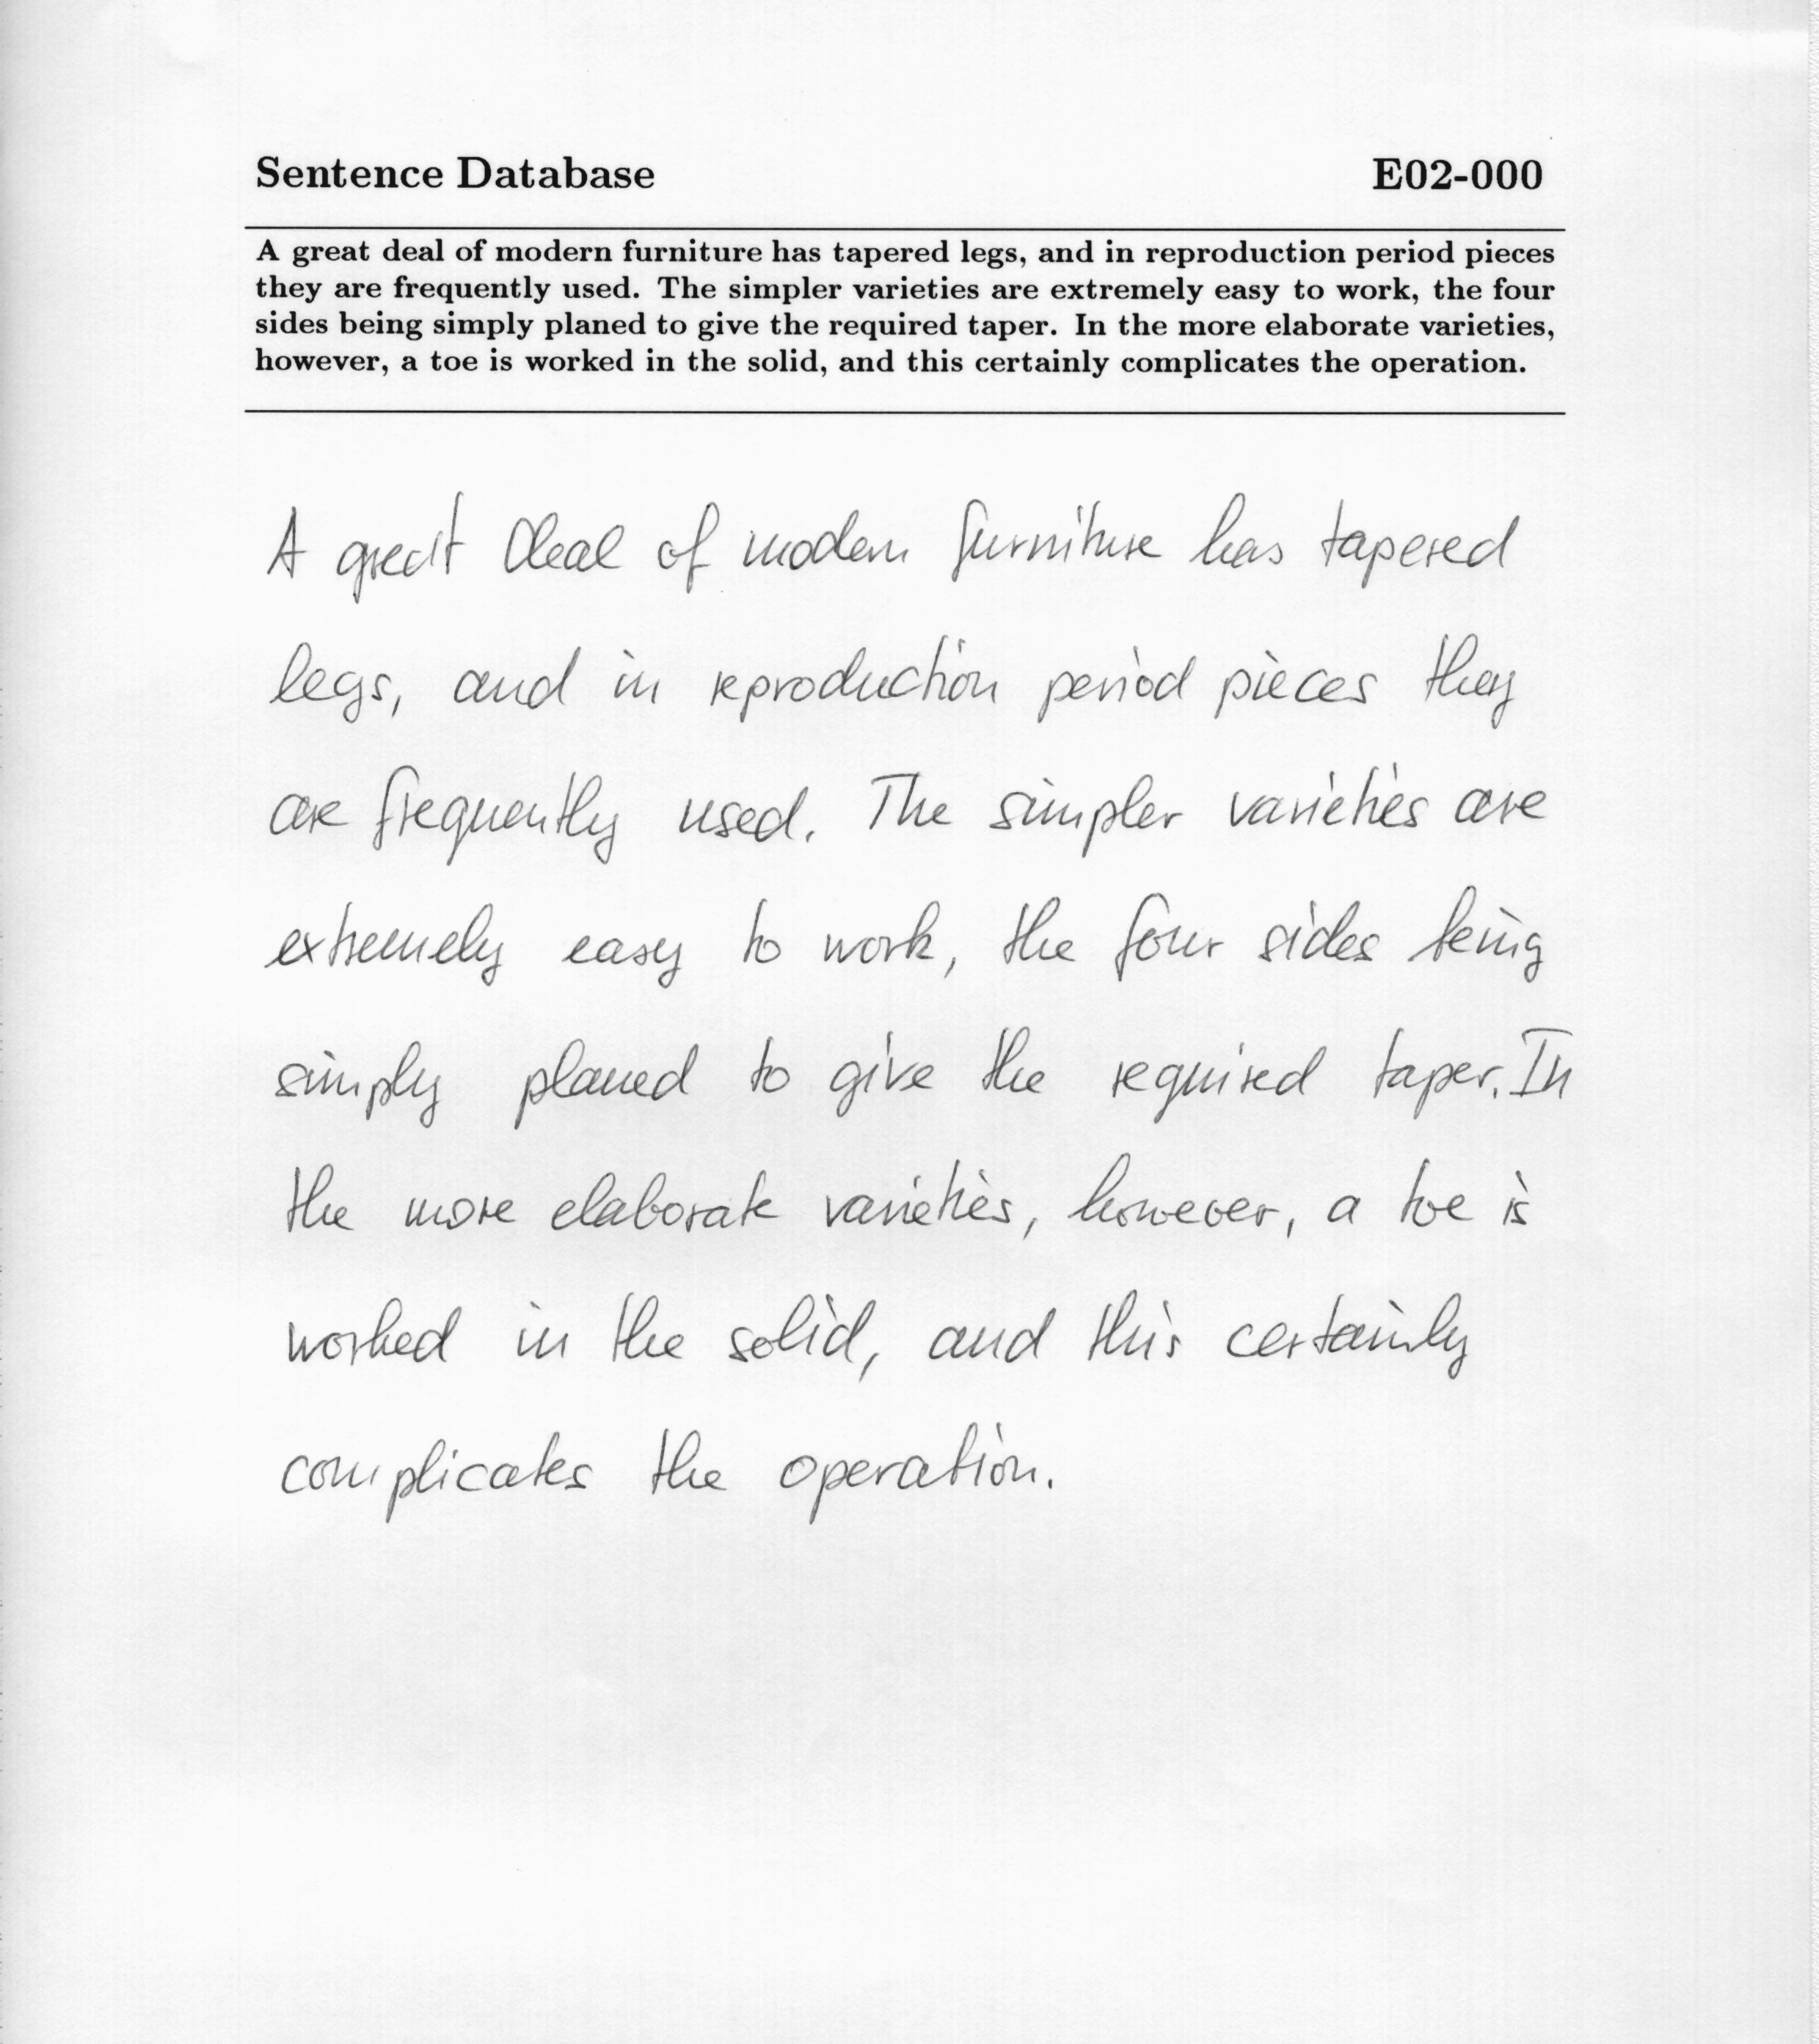 Sentence Database E02-000
A great deal of modern furniture has tapered legs, and in reproduction period pieces
they are frequently used. The simpler varieties are extremely easy to work, the four
sides being simply planed to give the required taper. In the more elaborate varieties,
however, a toe is worked in the solid, and this certainly complicates the operation.
A great deal of modern furniture has tapered
legs, and in reproduction period pieces they
are frequently used. The simpler varieties are
extremely easy to work, the four sides being
simply planed to give the required taper. In
the more elaborate varieties, however, a toe is
worked in the solid, and this certainly
complicates the operation.